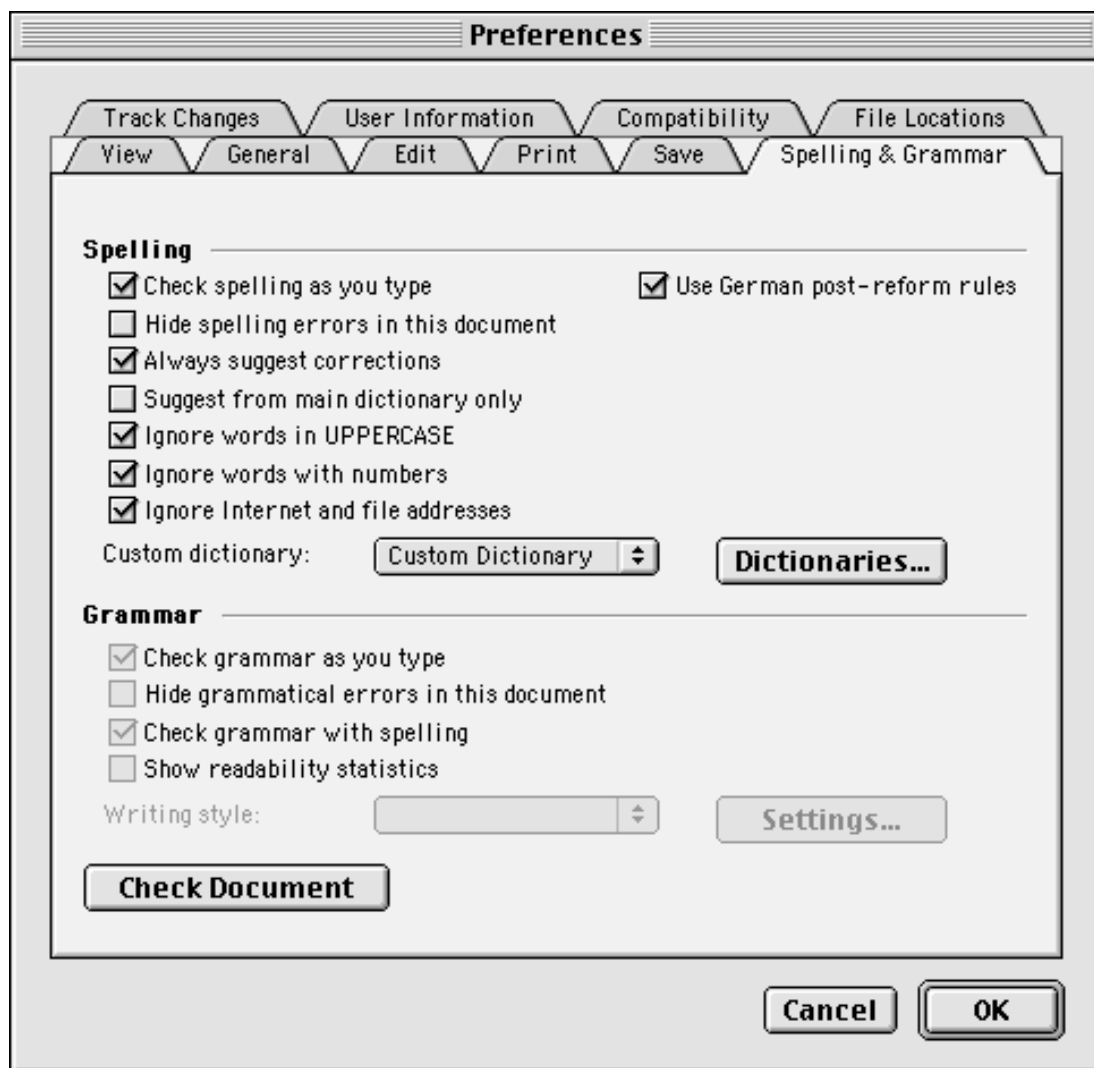 Preferences
Track Changes User Information Compatibility File Locations
View General Edit Print Save Spelling & Grammar
Spelling
Check spelling as you type Use German post-reform rules
Hide spelling errors in this document
Always suggest corrections
Suggest from main dictionary only
Ignore words in UPPERCASE
Ignore words with numbers
Ignore Internet and file addresses
Custom dictionary: Custom Dictionary Dictionaries...
Grammar
Check grammar as you type
Hide grammatical errors in this document
Check grammar with spelling
Show readability statistics
Writing style: Settings...
Check Document
Cancel OK